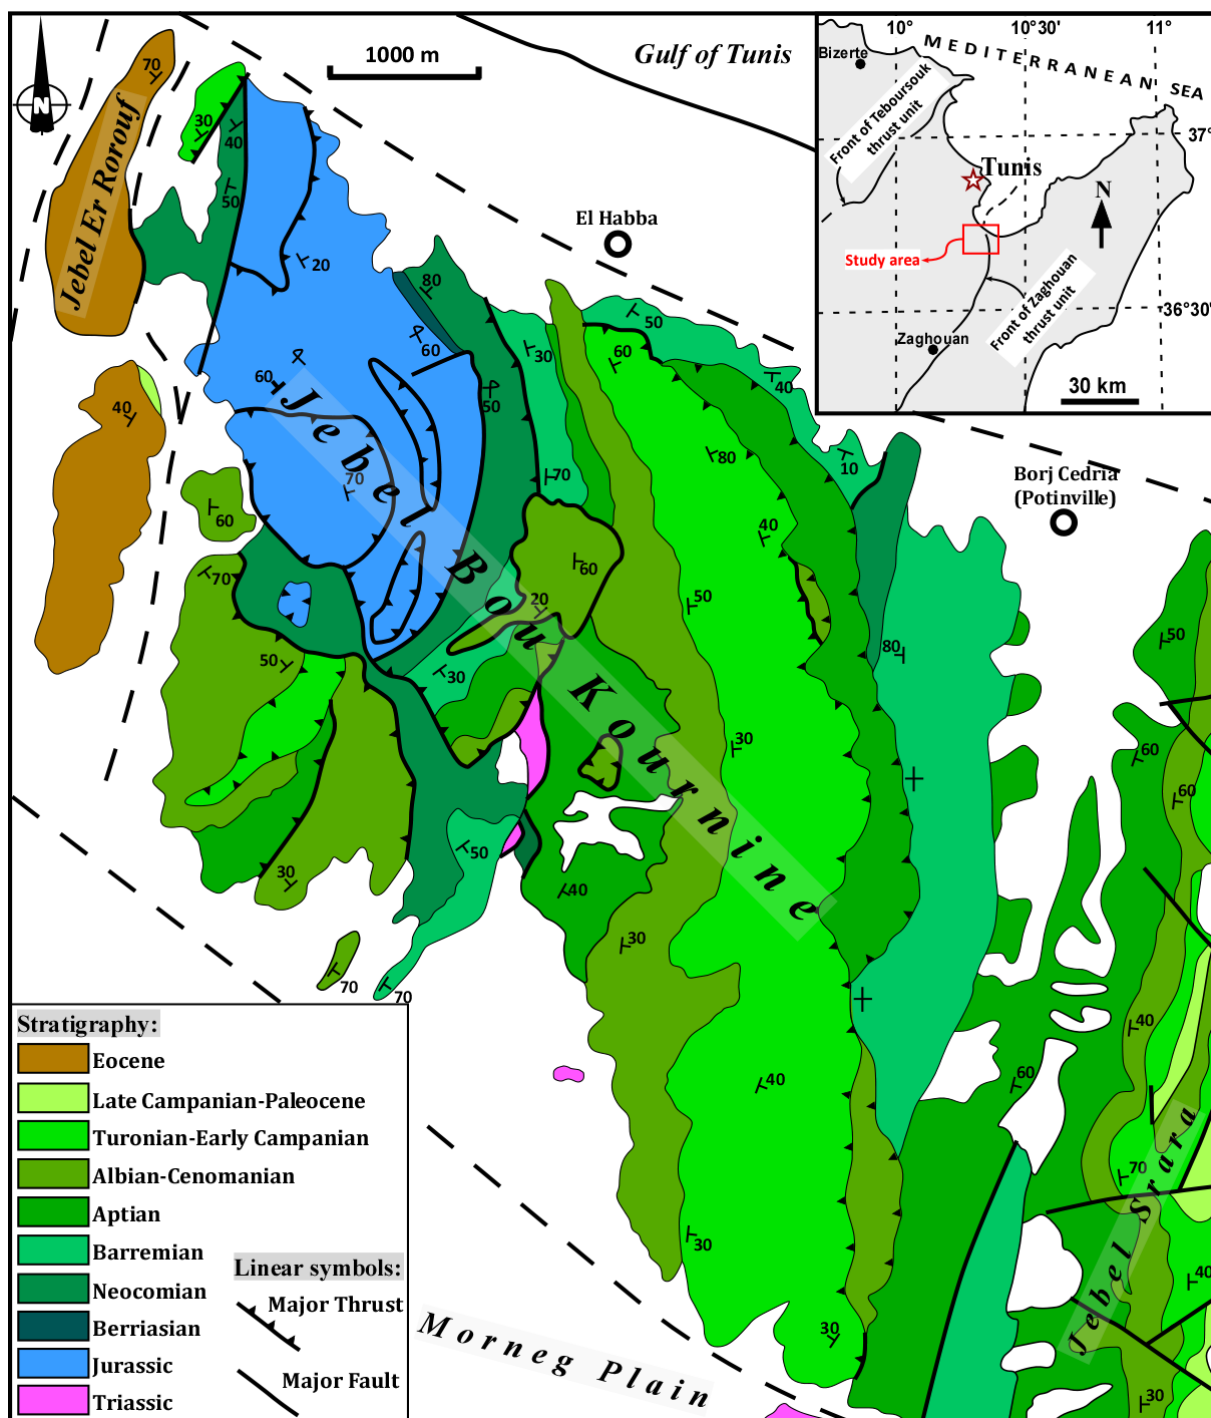 1000 m
Gulf of Tunis
N
Jebel Er Rorouf
El Habba
Borj Cedria
(Potinville)
Jebel Bou Kournine
Jebel Srara
Morneg Plain
10°
10°30'
11°
Bizerte
MEDITERRANEAN SEA
Front of Teboursouk
thrust unit
37°
Tunis
N
Study area
Front of Zaghouan
thrust unit
36°30'
Zaghouan
30 km
70
30
40
50
20
80
60
50
30
60
40
60
50
60
70
80
10
70
40
40
60
60
70
20
50
50
30
80
50
60
30
60
50
30
40
30
70
70
40
60
40
70
30
30
40
30
Stratigraphy:
Eocene
Late Campanian-Paleocene
Turonian-Early Campanian
Albian-Cenomanian
Aptian
Barremian
Neocomian
Berriasian
Jurassic
Triassic
Linear symbols:
Major Thrust
Major Fault